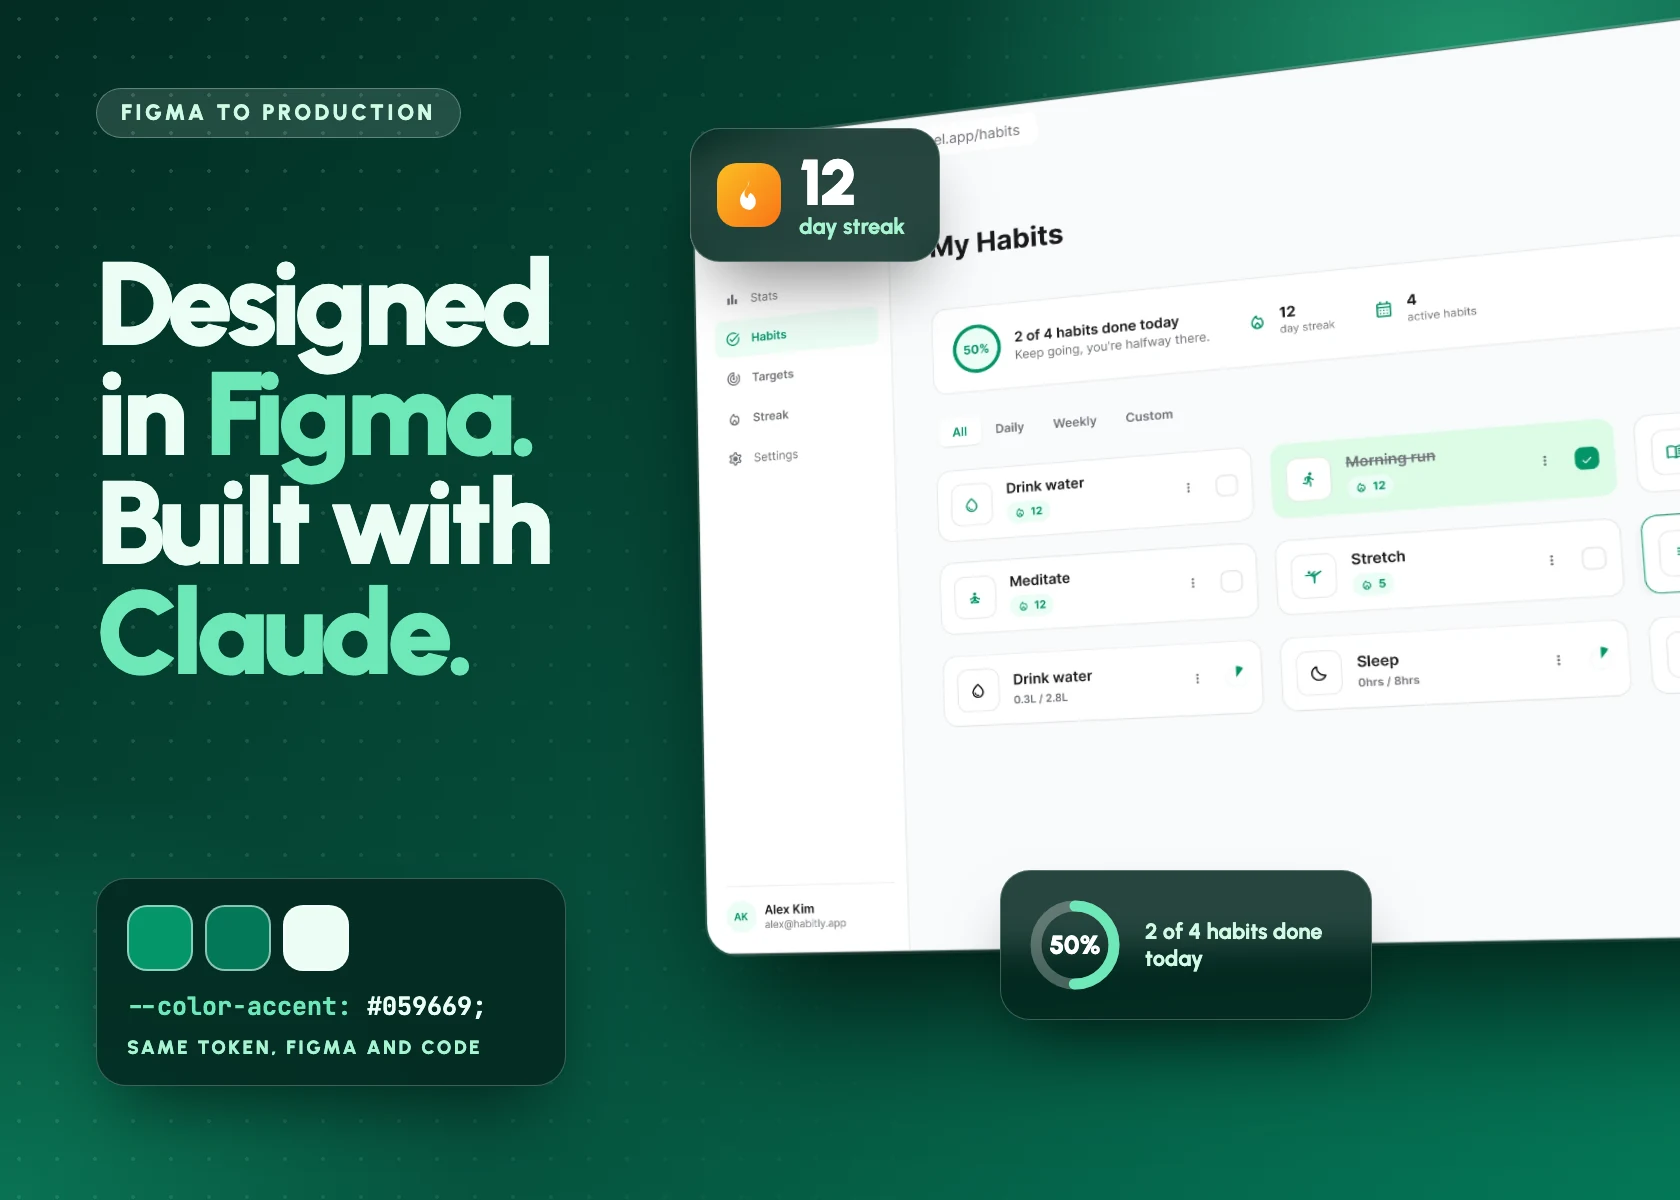 FIGMA TO PRODUCTION
Designed
in Figma.
Built with
Claude.
--color-accent: #059669;
SAME TOKEN, FIGMA AND CODE
12
day streak
el.app/habits
My Habits
Stats
Habits
Targets
Streak
Settings
50%
2 of 4 habits done today
Keep going, you're halfway there.
12
day streak
4
active habits
All Daily Weekly Custom
Drink water
12
Morning run
12
Meditate
12
Stretch
5
Drink water
0.3L / 2.8L
Sleep
0hrs / 8hrs
AK
Alex Kim
alex@habitly.app
50%
2 of 4 habits done
today